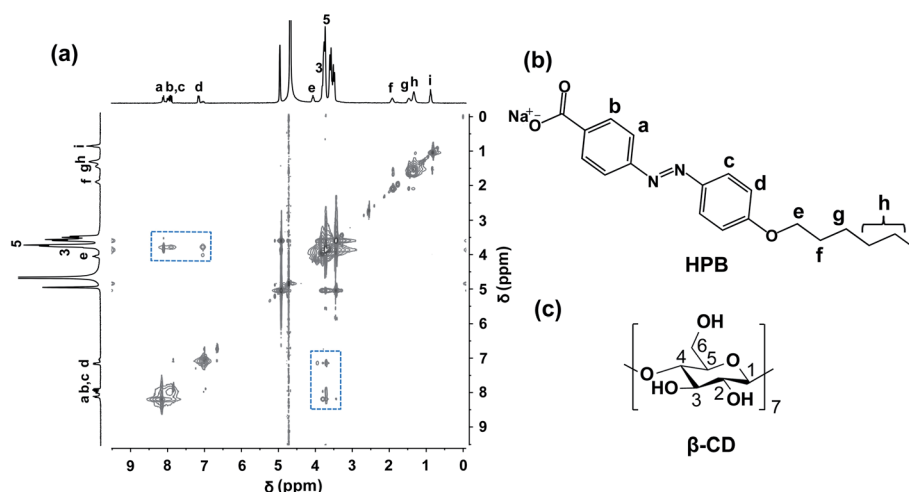 (a)
5
3
a b,c d e f g h i
i
g h
f
5
3
e
d
b,c
a
0
1
2
3
4
5
6
7
8
9
δ (ppm)
9 8 7 6 5 4 3 2 1 0
δ (ppm)
(b)
O
Na⁺⁻O
b
a
N=N
c
d
O
e
f
g
h
HPB
(c)
OH
6
4
5
O
1
O
HO
3
2
OH
7
β-CD